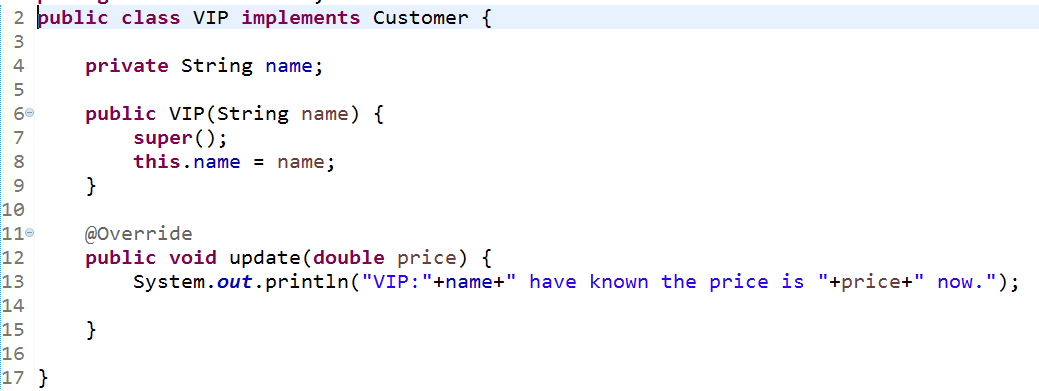 2 public class VIP implements Customer {
3
4     private String name;
5
6     public VIP(String name) {
7         super();
8         this.name = name;
9     }
10
11     @Override
12     public void update(double price) {
13         System.out.println("VIP:"+name+" have known the price is "+price+" now.");
14
15     }
16
17 }